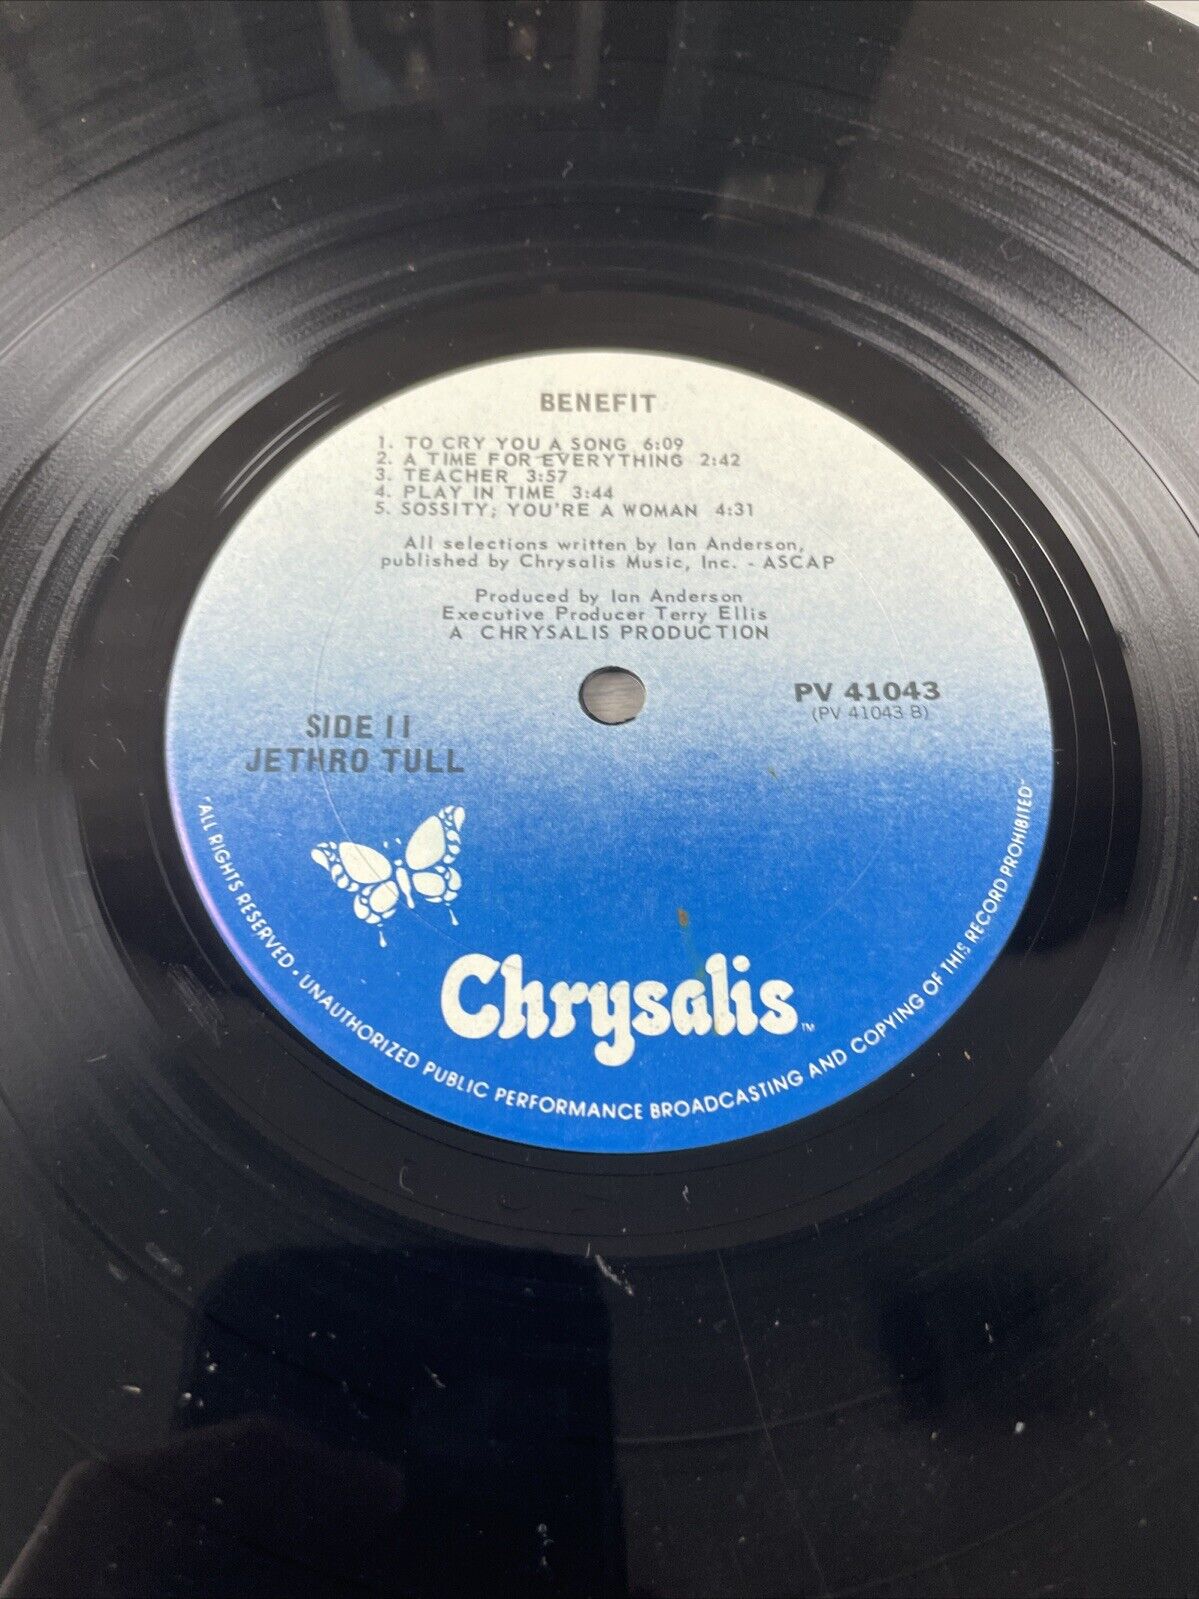 BENEFIT
1. TO CRY YOU A SONG 6:09
2. A TIME FOR EVERYTHING 2:42
3. TEACHER 3:57
4. PLAY IN TIME 3:44
5. SOSSITY; YOU'RE A WOMAN 4:31
All selections written by Ian Anderson,
published by Chrysalis Music, Inc. - ASCAP
Produced by Ian Anderson
Executive Producer Terry Ellis
A CHRYSALIS PRODUCTION
PV 41043
(PV 41043 B)
SIDE II
JETHRO TULL
Chrysalis™
"ALL RIGHTS RESERVED • UNAUTHORIZED PUBLIC PERFORMANCE BROADCASTING AND COPYING OF THIS RECORD PROHIBITED"